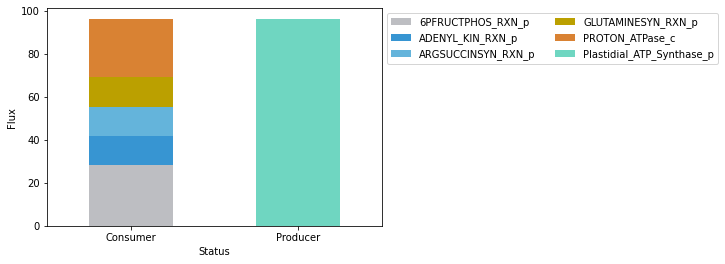 100
80
60
40
20
0
Flux
Consumer
Producer
Status
6PFRUCTPHOS_RXN_p
ADENYL_KIN_RXN_p
ARGSUCCINSYN_RXN_p
GLUTAMINESYN_RXN_p
PROTON_ATPase_c
Plastidial_ATP_Synthase_p